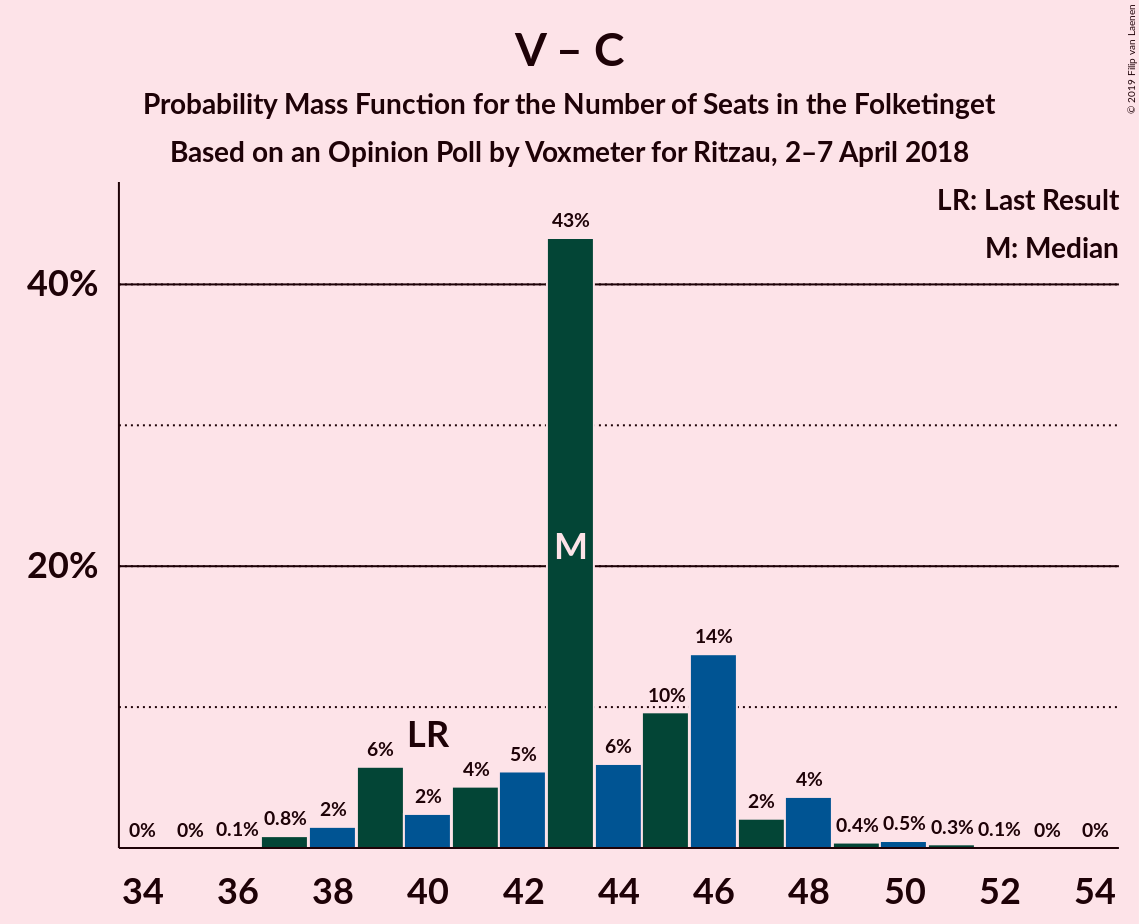 V – C
Probability Mass Function for the Number of Seats in the Folketinget
Based on an Opinion Poll by Voxmeter for Ritzau, 2–7 April 2018
© 2019 Filip van Laenen
LR: Last Result
M: Median
40%
20%
0% 0% 0.1% 0.8% 2% 6% 2% 4% 5% 43% 6% 10% 14% 2% 4% 0.4% 0.5% 0.3% 0.1% 0% 0%
LR
M
34 36 38 40 42 44 46 48 50 52 54